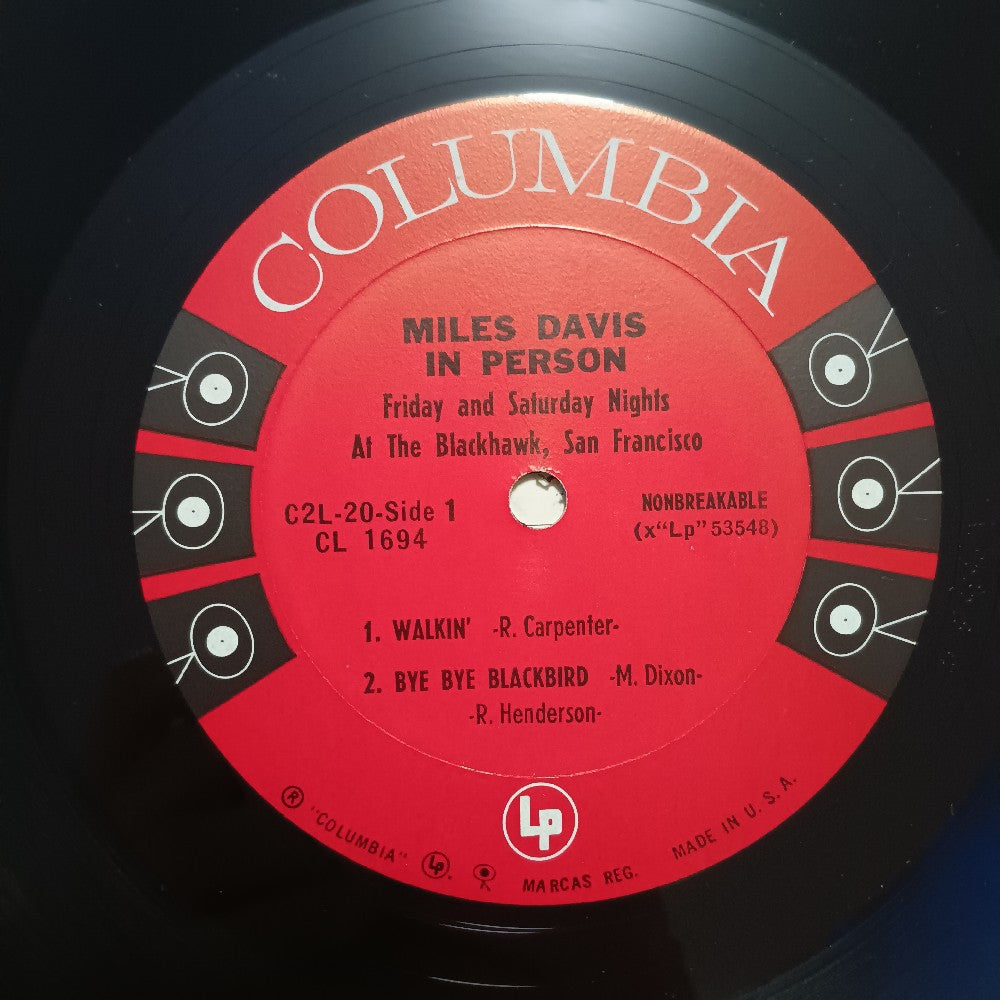 COLUMBIA
MILES DAVIS
IN PERSON
Friday and Saturday Nights
At The Blackhawk, San Francisco
C2L-20-Side 1
CL 1694
NONBREAKABLE
(x“Lp” 53548)
1. WALKIN' -R. Carpenter-
2. BYE BYE BLACKBIRD -M. Dixon-
-R. Henderson-
Lp
® "COLUMBIA" Lp. MARCAS REG. MADE IN U. S. A.